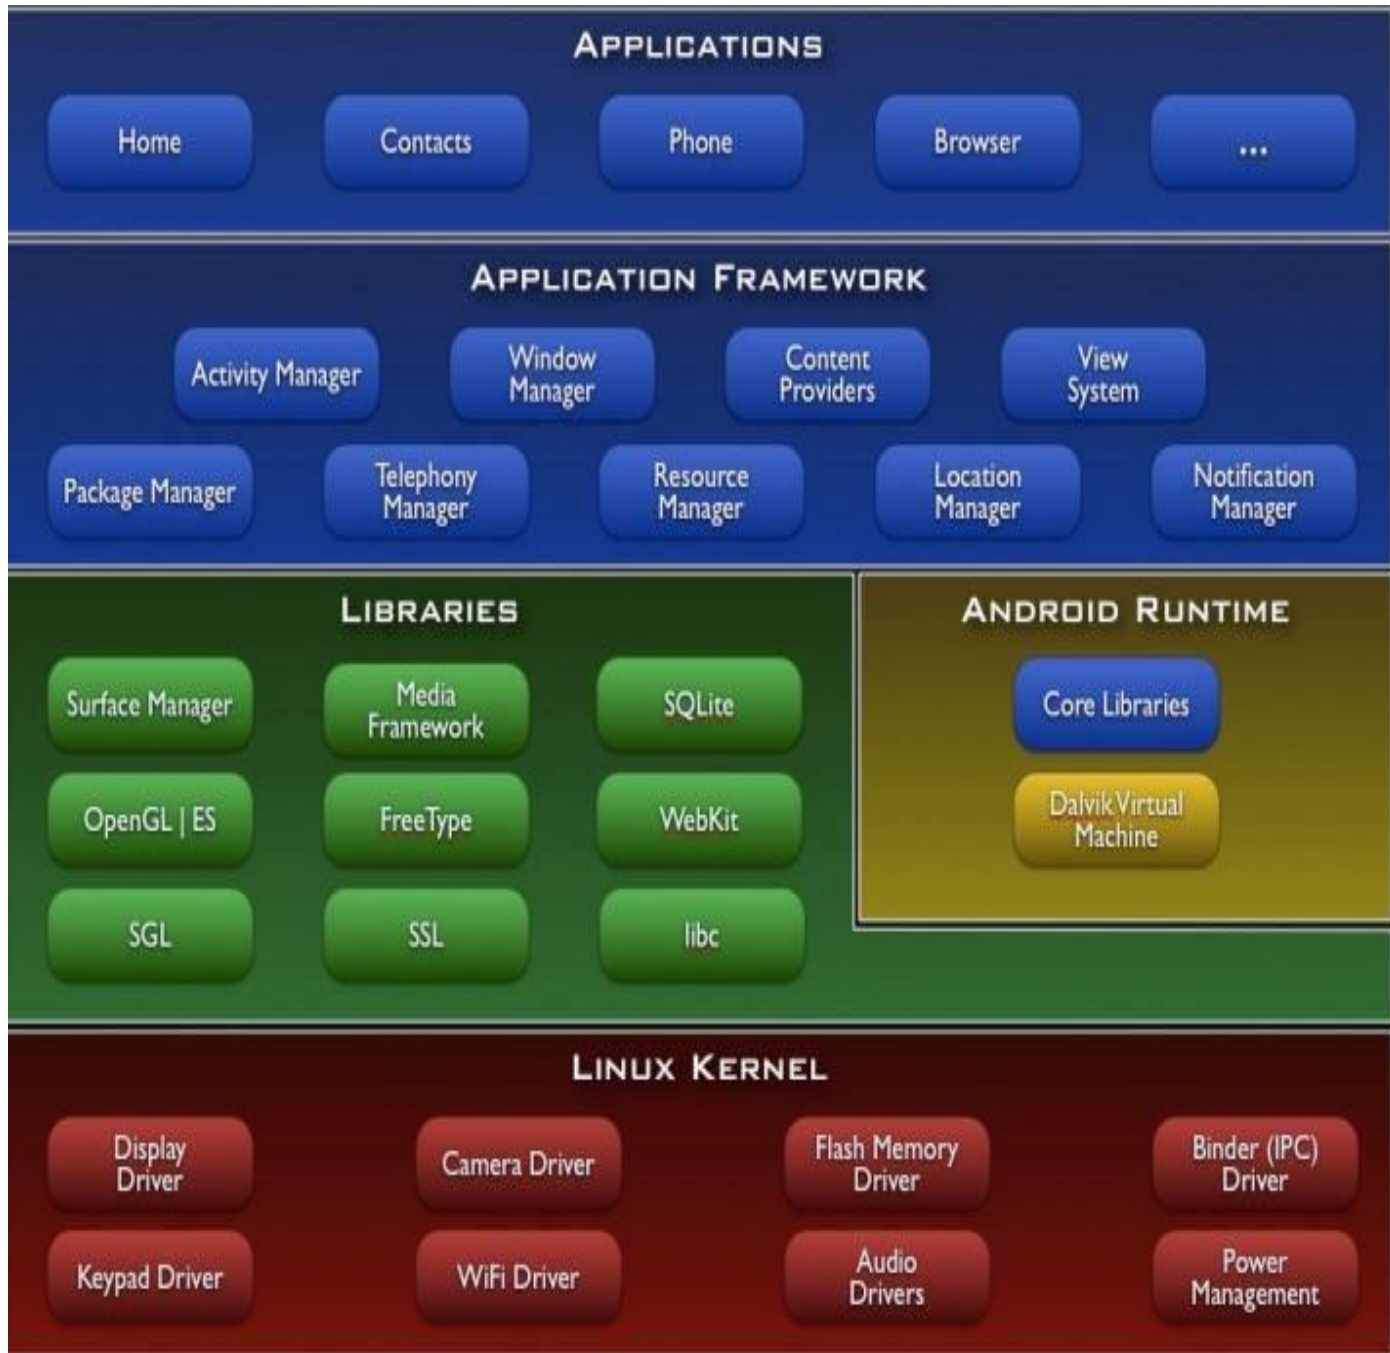 APPLICATIONS
Home
Contacts
Phone
Browser
...
APPLICATION FRAMEWORK
Activity Manager
Window
Manager
Content
Providers
View
System
Package Manager
Telephony
Manager
Resource
Manager
Location
Manager
Notification
Manager
LIBRARIES
Surface Manager
Media
Framework
SQLite
OpenGL | ES
FreeType
WebKit
SGL
SSL
libc
ANDROID RUNTIME
Core Libraries
Dalvik Virtual
Machine
LINUX KERNEL
Display
Driver
Camera Driver
Flash Memory
Driver
Binder (IPC)
Driver
Keypad Driver
WiFi Driver
Audio
Drivers
Power
Management